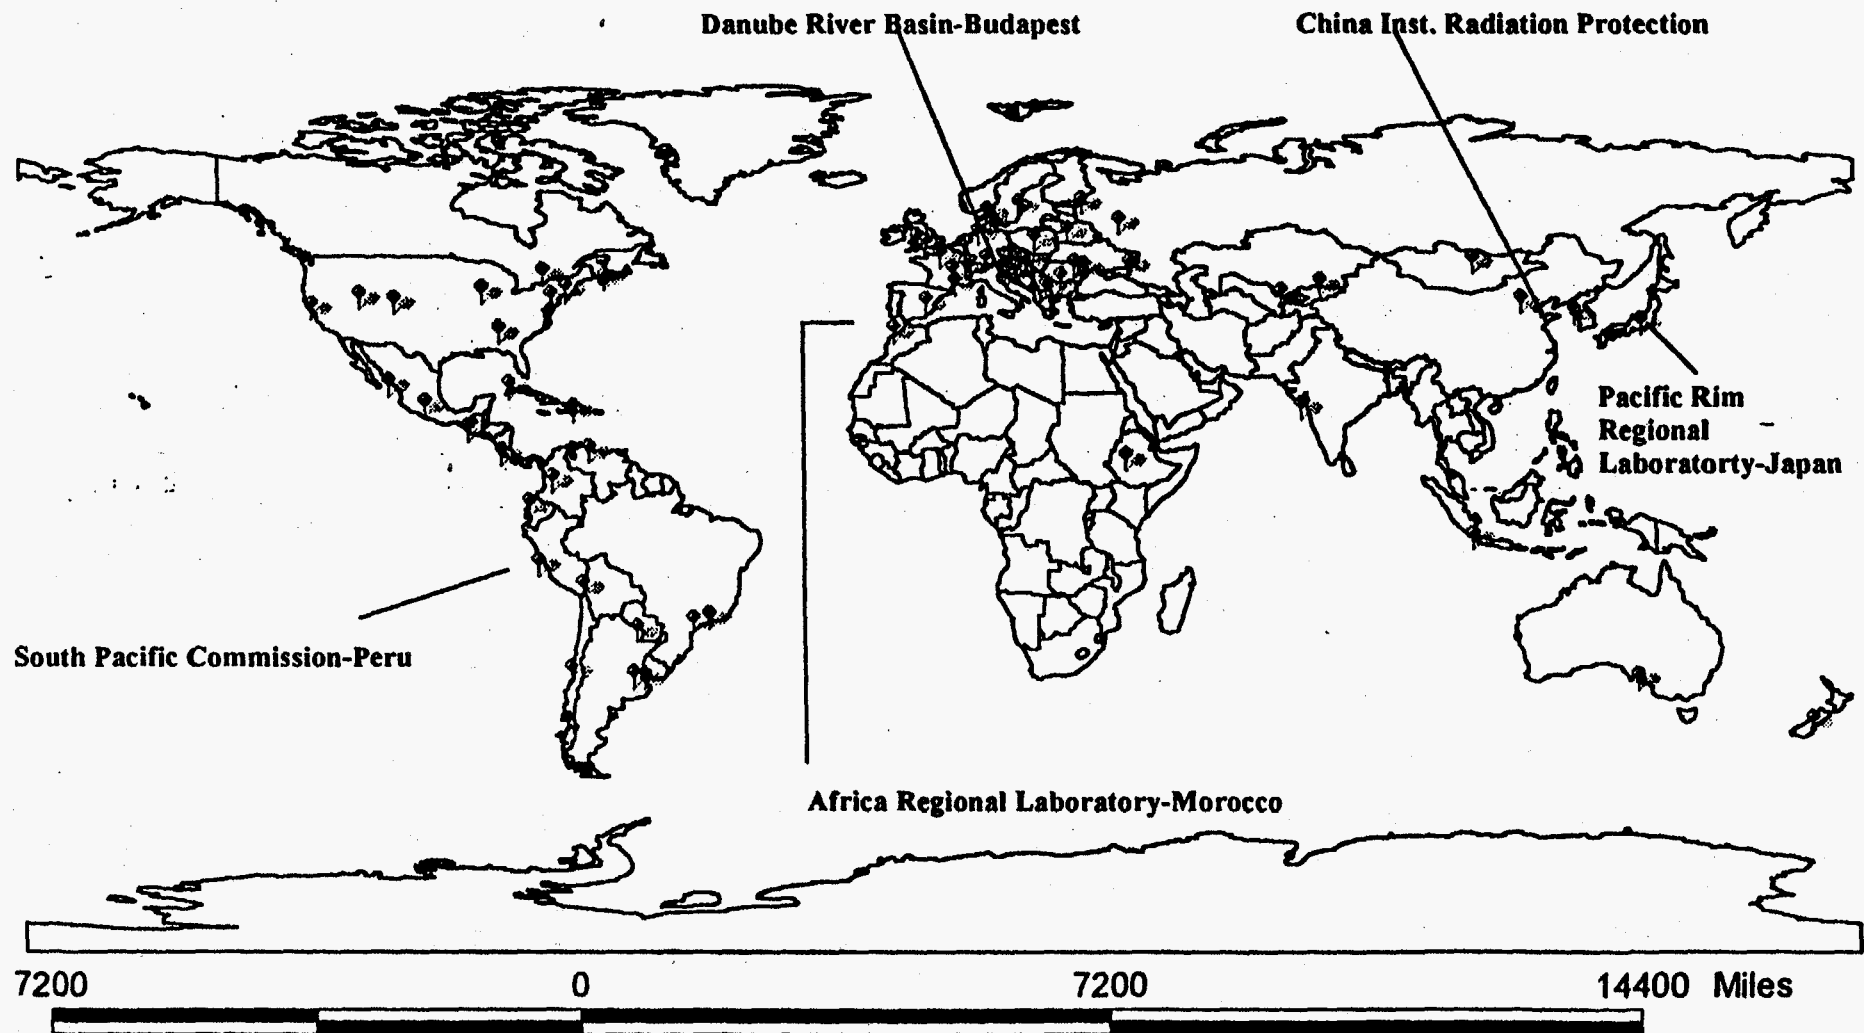 Danube River Basin-Budapest
China Inst. Radiation Protection
Pacific Rim
Regional
Laboratorty-Japan
South Pacific Commission-Peru
Africa Regional Laboratory-Morocco
7200 0 7200 14400 Miles